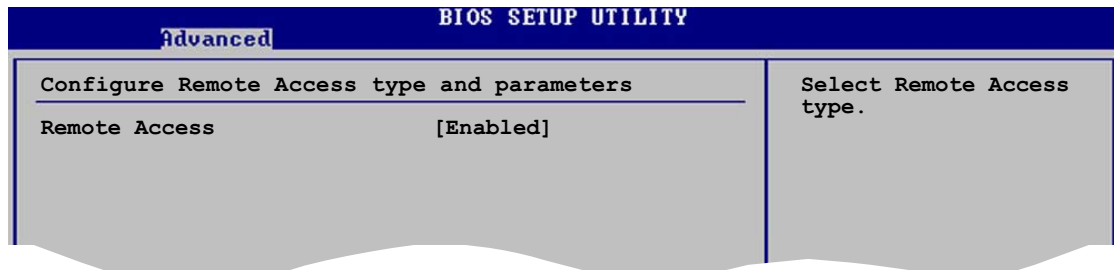 BIOS SETUP UTILITY
Advanced
Configure Remote Access type and parameters
Remote Access [Enabled]
Select Remote Access
type.